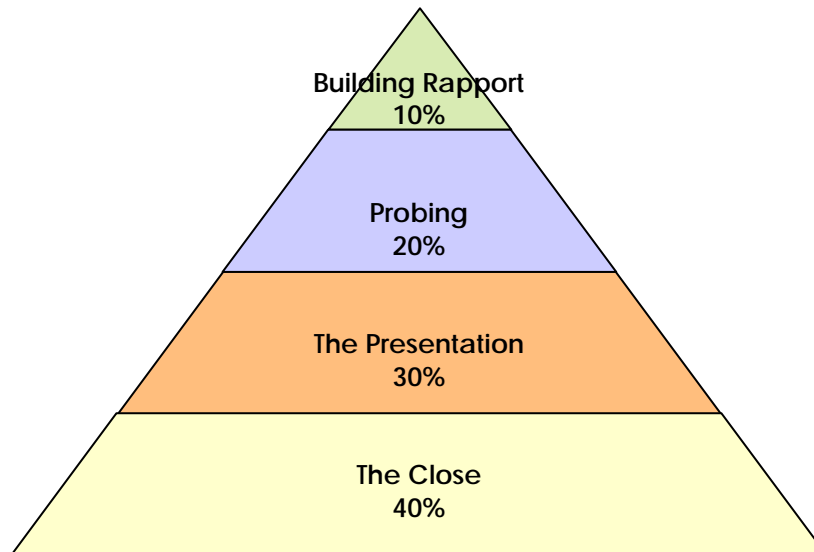 Building Rapport
10%
Probing
20%
The Presentation
30%
The Close
40%